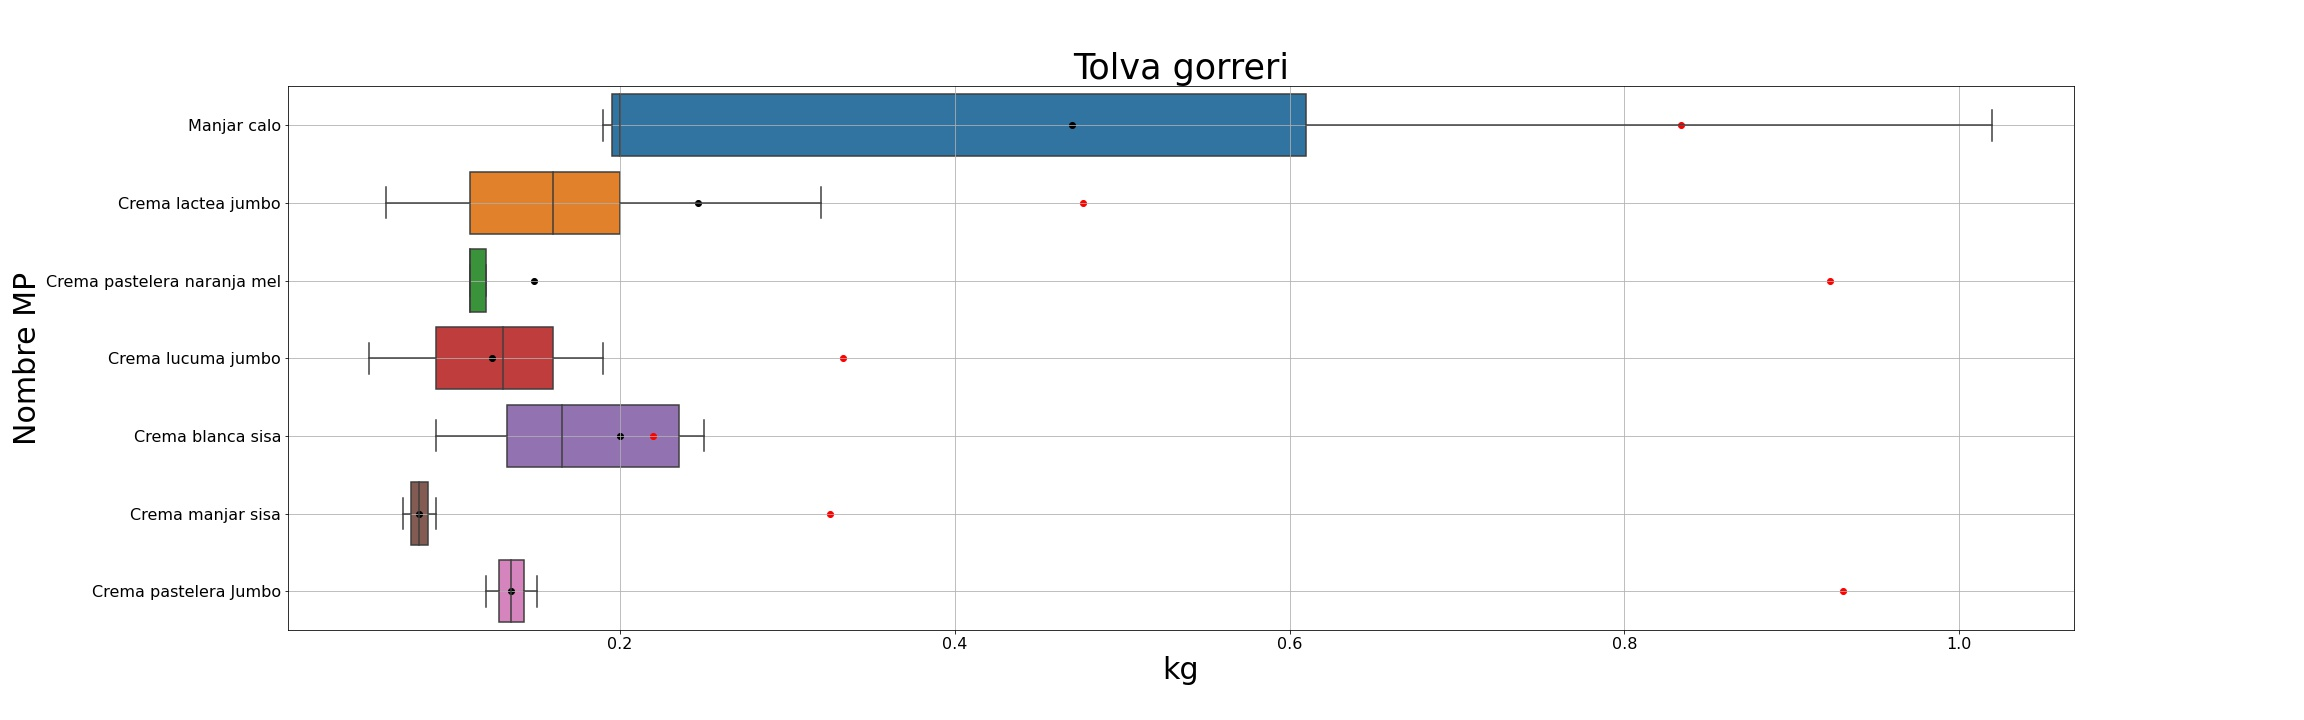 Tolva gorreri
Nombre MP
Manjar calo
Crema lactea jumbo
Crema pastelera naranja mel
Crema lucuma jumbo
Crema blanca sisa
Crema manjar sisa
Crema pastelera Jumbo
0.2 0.4 0.6 0.8 1.0
kg